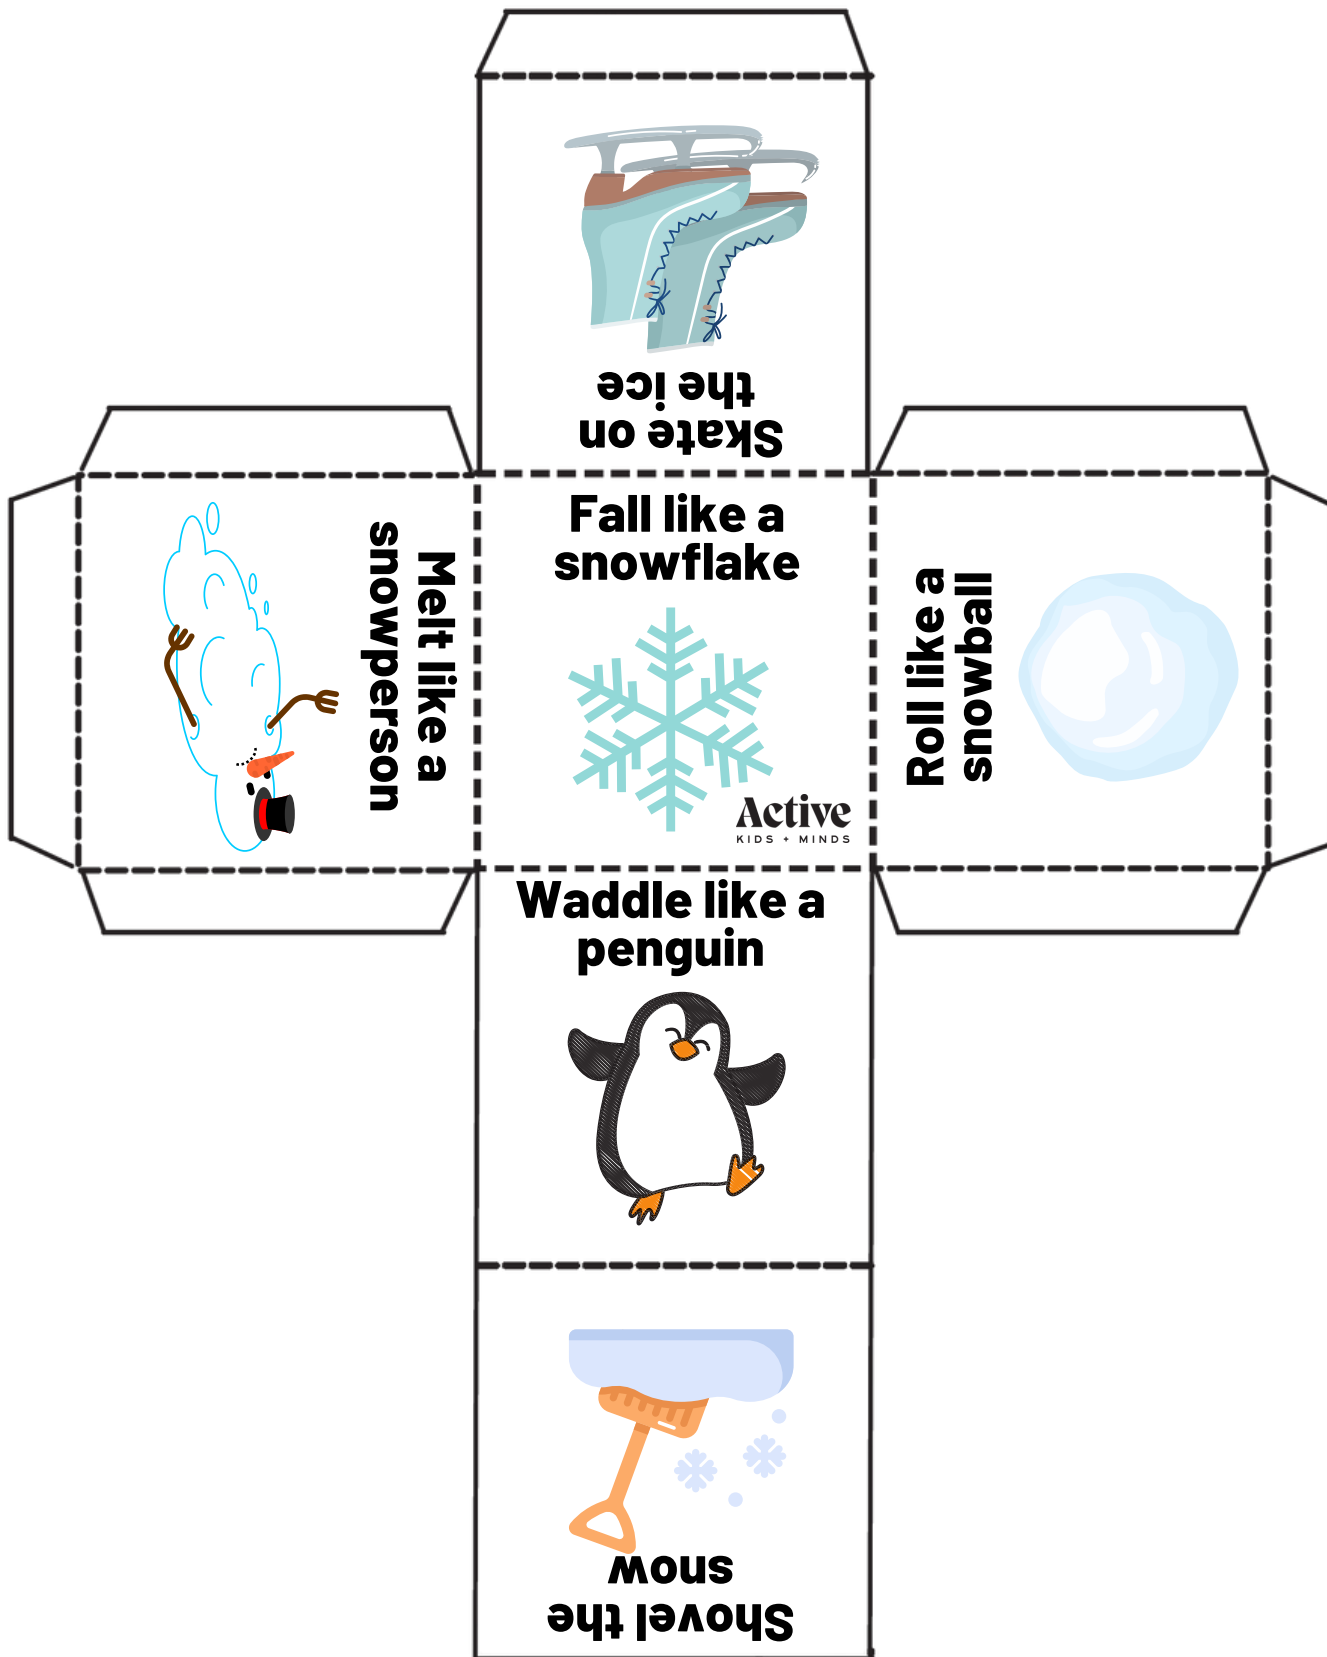 Skate on
the ice
Melt like a
snowperson
Fall like a
snowflake
Active
KIDS + MINDS
Roll like a
snowball
Waddle like a
penguin
Shovel the
snow